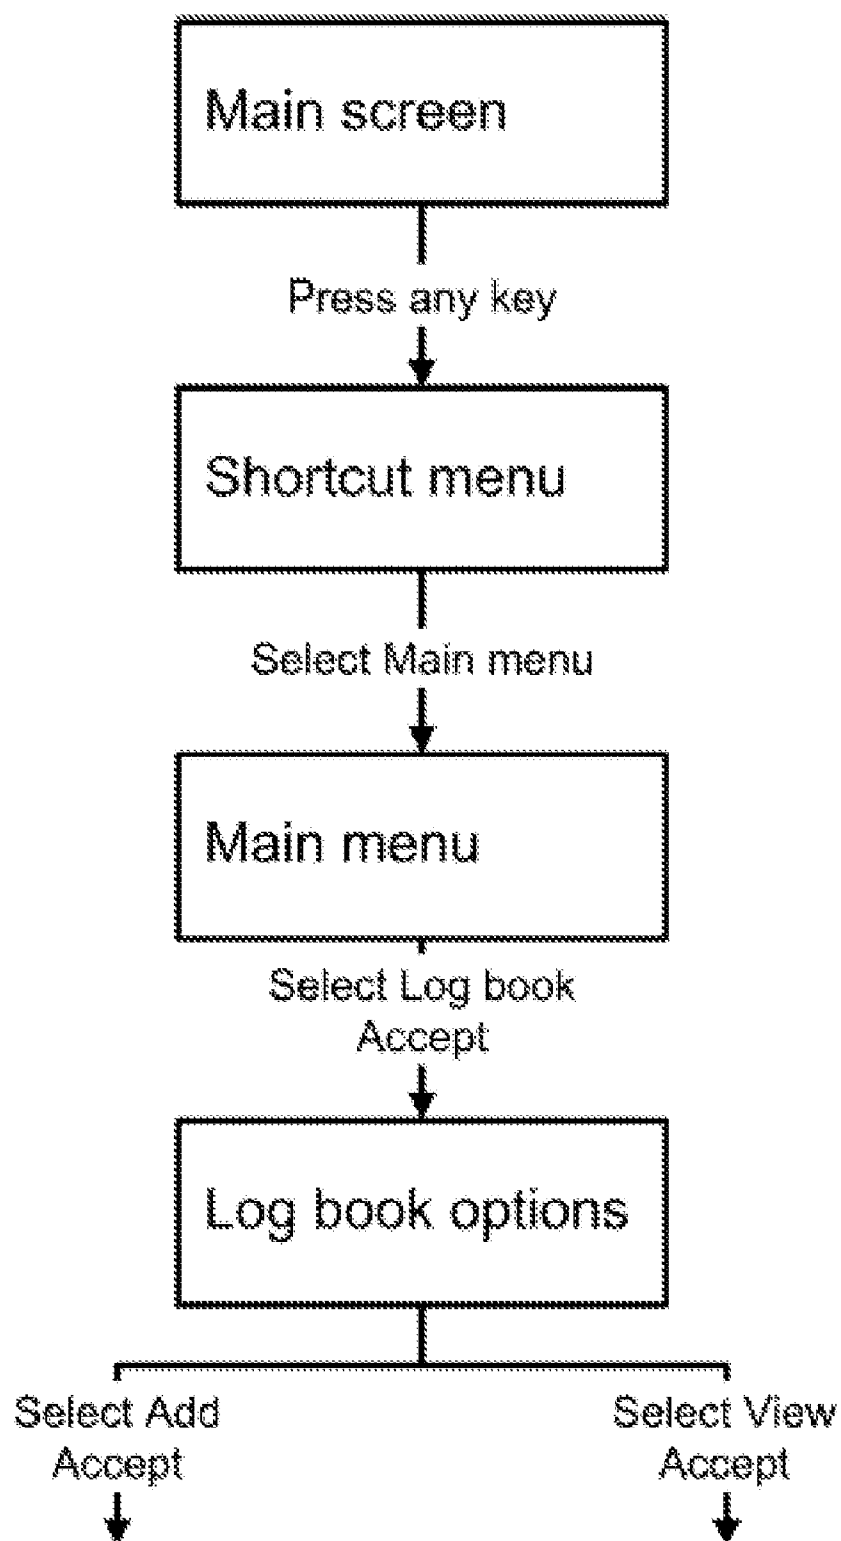 Main screen
Press any key
Shortcut menu
Select Main menu
Main menu
Select Log book
Accept
Log book options
Select Add
Accept
Select View
Accept